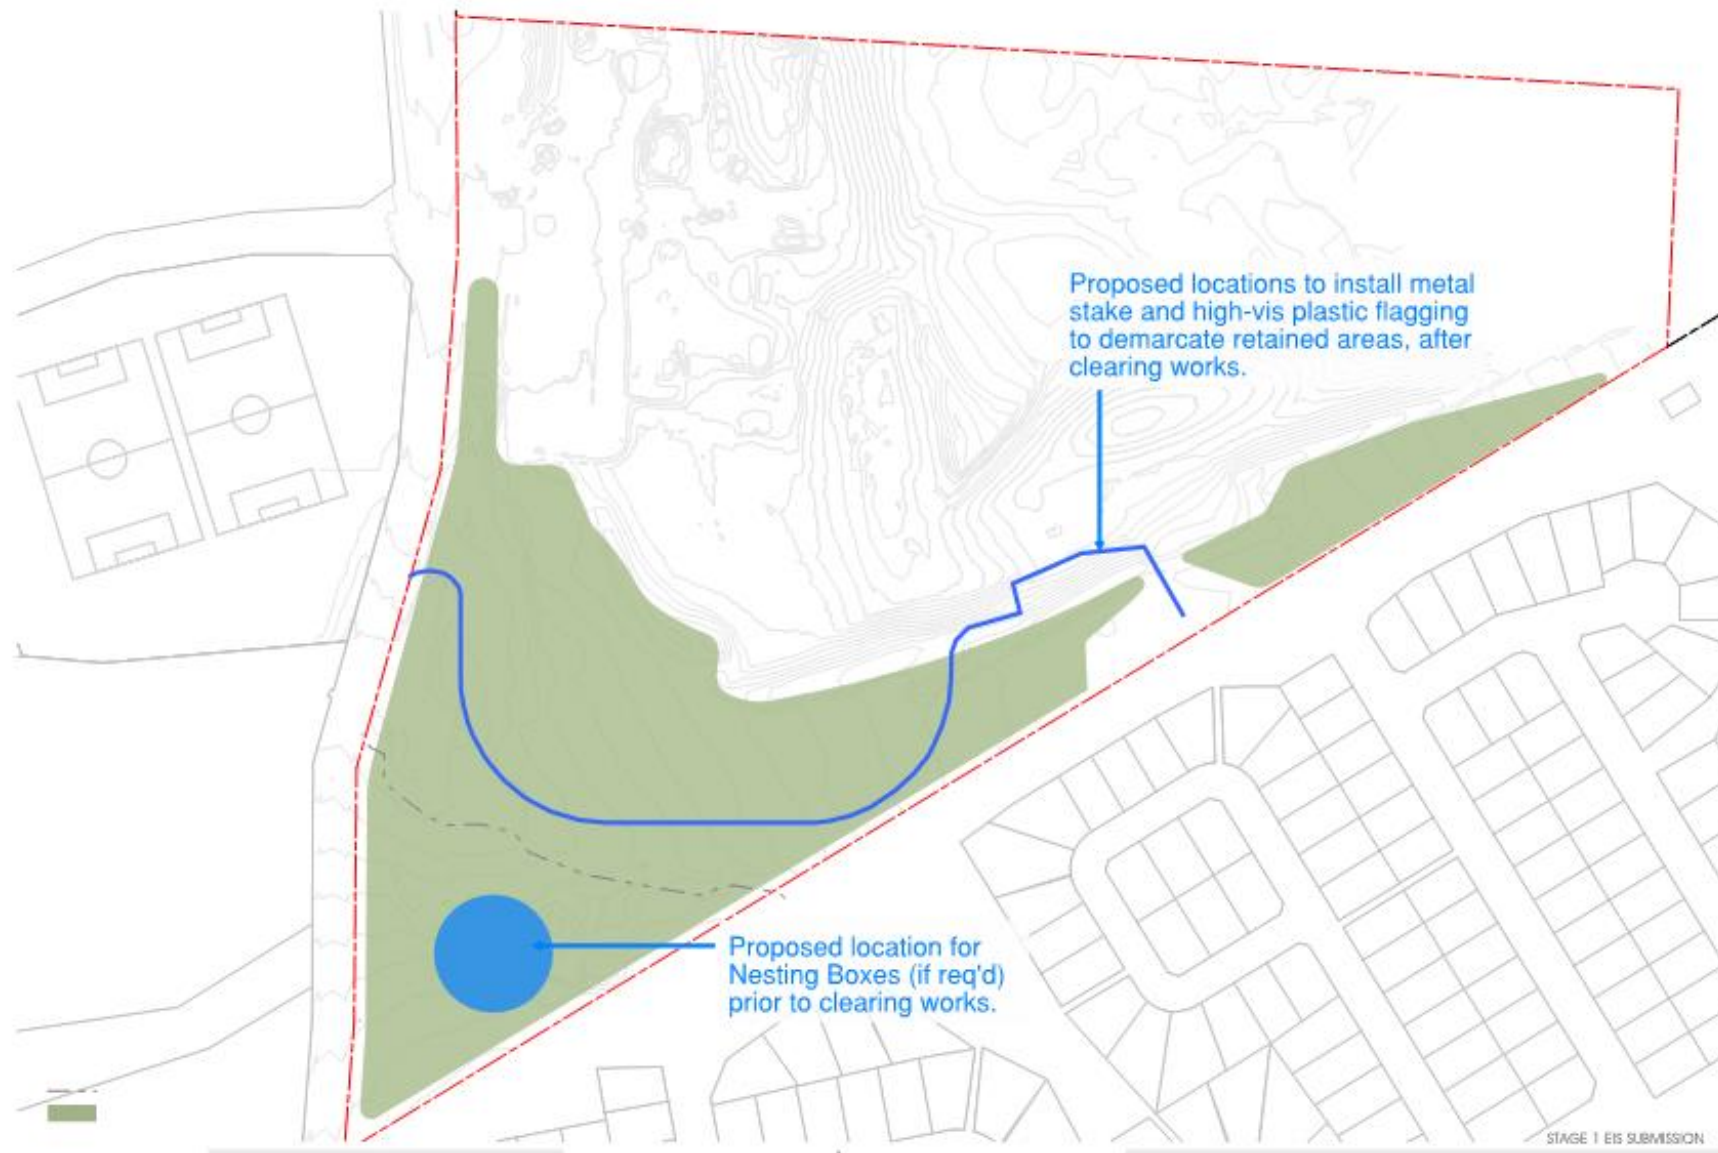 Proposed locations to install metal
stake and high-vis plastic flagging
to demarcate retained areas, after
clearing works.
Proposed location for
Nesting Boxes (if req'd)
prior to clearing works.
STAGE 1 EIS SUBMISSION